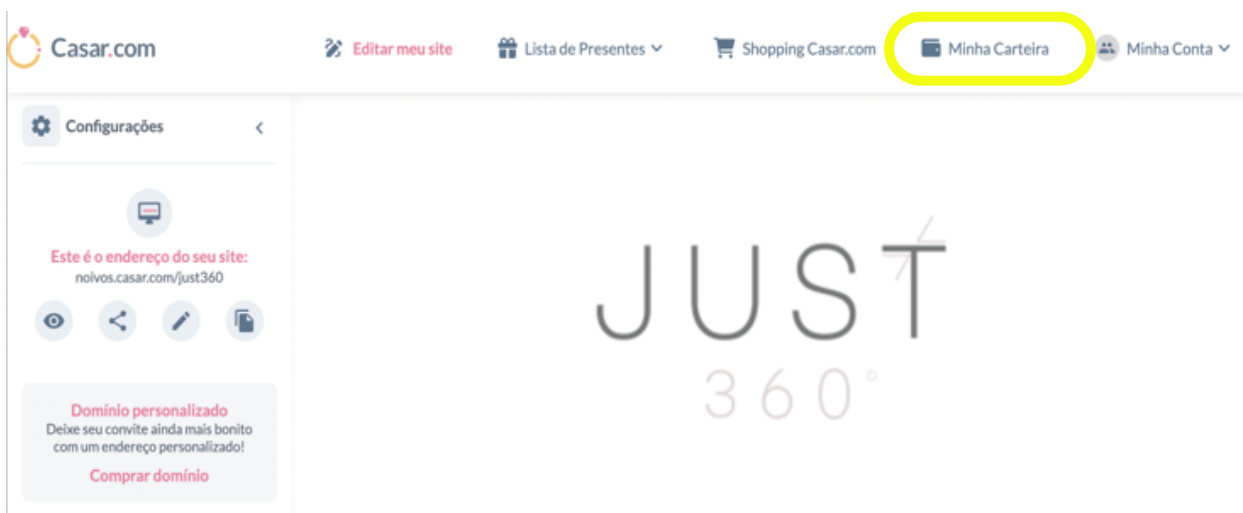 Casar.com
Editar meu site
Lista de Presentes
Shopping Casar.com
Minha Carteira
Minha Conta
Configurações
Este é o endereço do seu site:
noivos.casar.com/just360
Domínio personalizado
Deixe seu convite ainda mais bonito
com um endereço personalizado!
Comprar domínio
JUST
360°